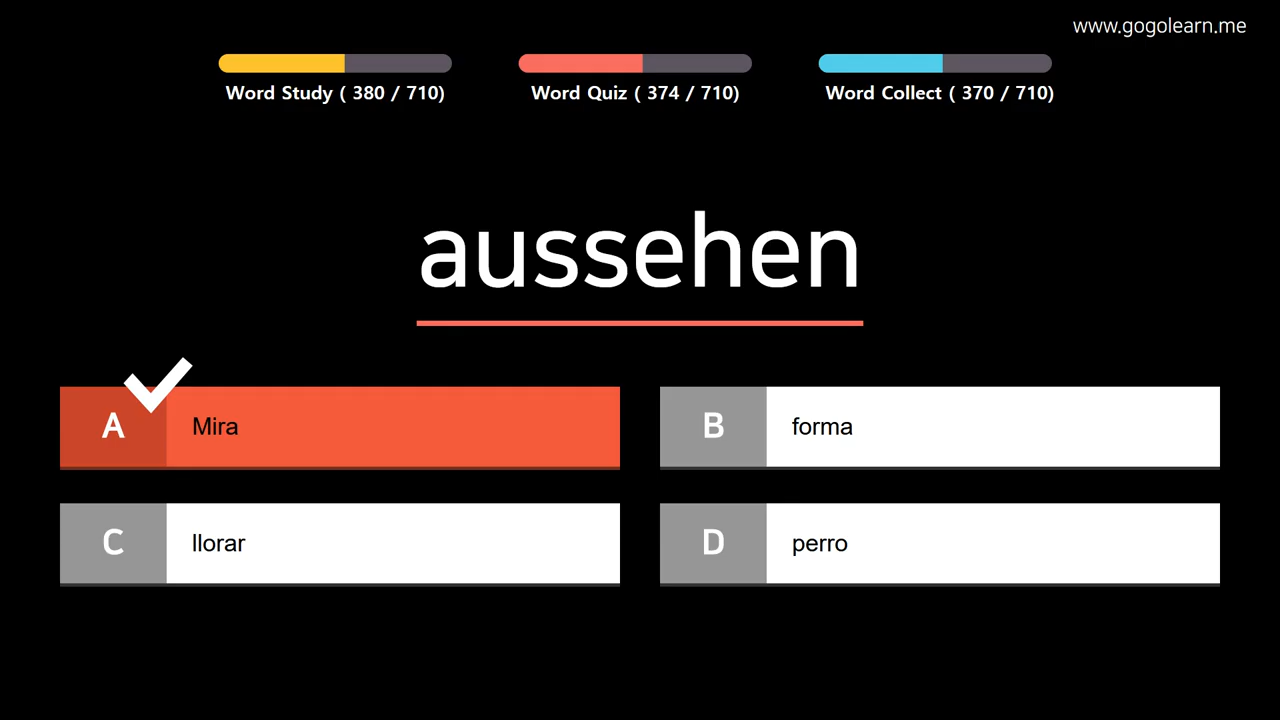 www.gogolearn.me
Word Study ( 380 / 710)
Word Quiz ( 374 / 710)
Word Collect ( 370 / 710)
aussehen
A Mira
B forma
C llorar
D perro